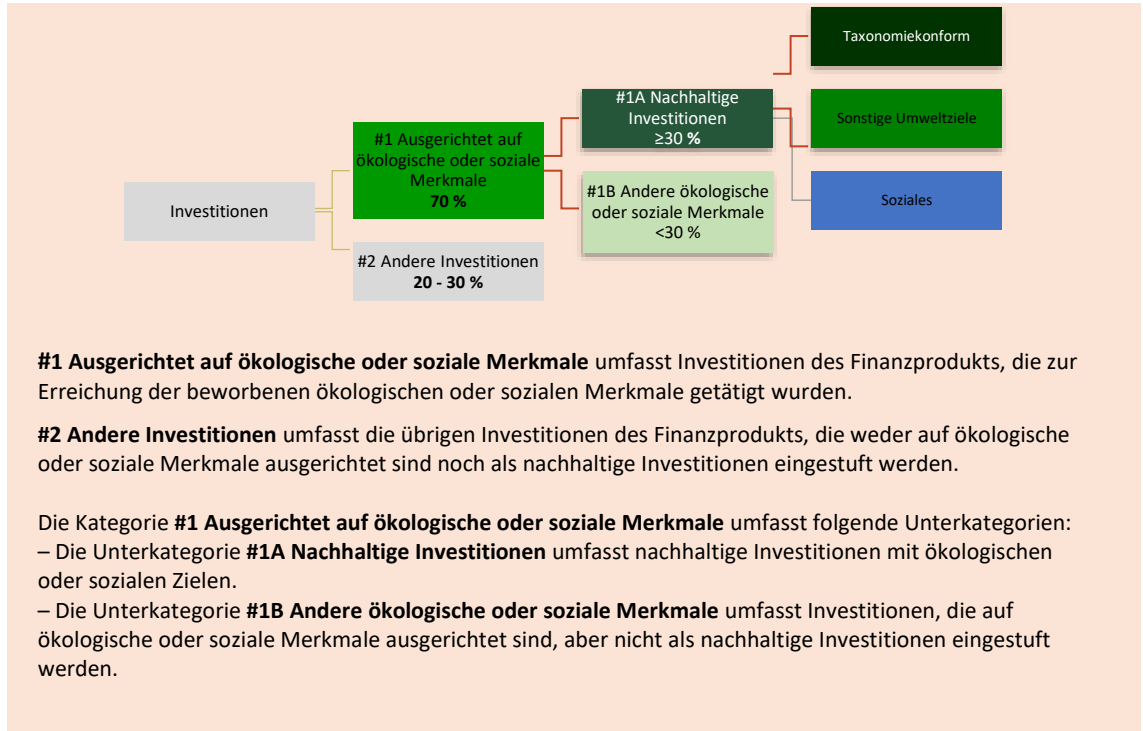 Taxonomiekonform
#1A Nachhaltige
Investitionen
≥30 %
Sonstige Umweltziele
#1 Ausgerichtet auf
ökologische oder soziale
Merkmale
70 %
#1B Andere ökologische
oder soziale Merkmale
<30 %
Soziales
Investitionen
#2 Andere Investitionen
20 - 30 %
#1 Ausgerichtet auf ökologische oder soziale Merkmale umfasst Investitionen des Finanzprodukts, die zur
Erreichung der beworbenen ökologischen oder sozialen Merkmale getätigt wurden.
#2 Andere Investitionen umfasst die übrigen Investitionen des Finanzprodukts, die weder auf ökologische
oder soziale Merkmale ausgerichtet sind noch als nachhaltige Investitionen eingestuft werden.
Die Kategorie #1 Ausgerichtet auf ökologische oder soziale Merkmale umfasst folgende Unterkategorien:
– Die Unterkategorie #1A Nachhaltige Investitionen umfasst nachhaltige Investitionen mit ökologischen
oder sozialen Zielen.
– Die Unterkategorie #1B Andere ökologische oder soziale Merkmale umfasst Investitionen, die auf
ökologische oder soziale Merkmale ausgerichtet sind, aber nicht als nachhaltige Investitionen eingestuft
werden.